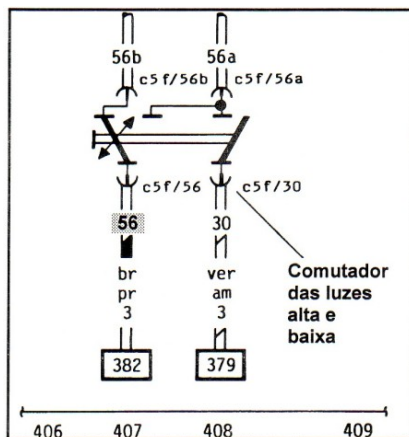 56b 56a
c5f/56b c5f/56a
c5f/56 c5f/30
56 30
br ver
pr am
3 3
Comutador
das luzes
alta e
baixa
382 379
406 407 408 409